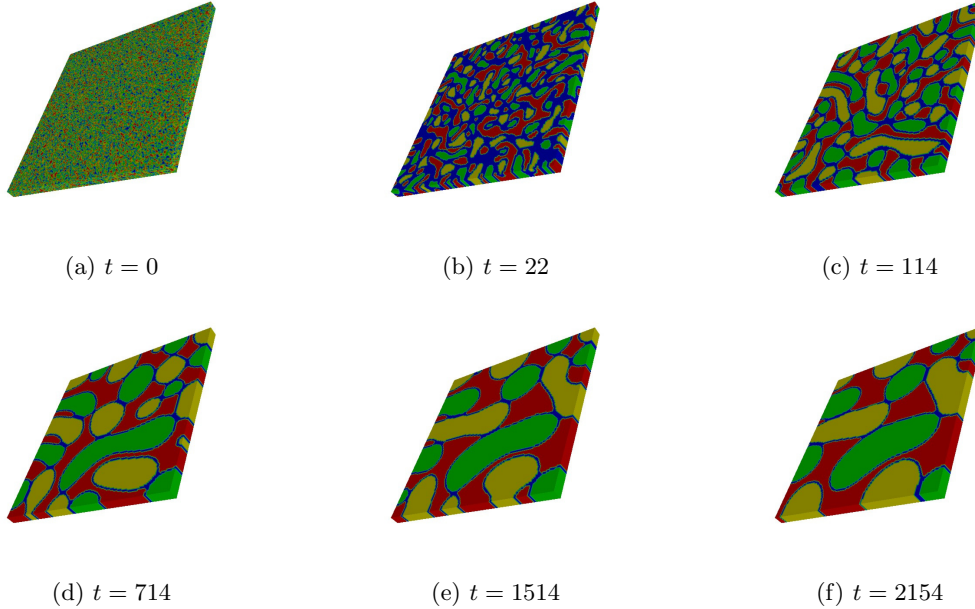 (a) t = 0
(b) t = 22
(c) t = 114
(d) t = 714
(e) t = 1514
(f) t = 2154